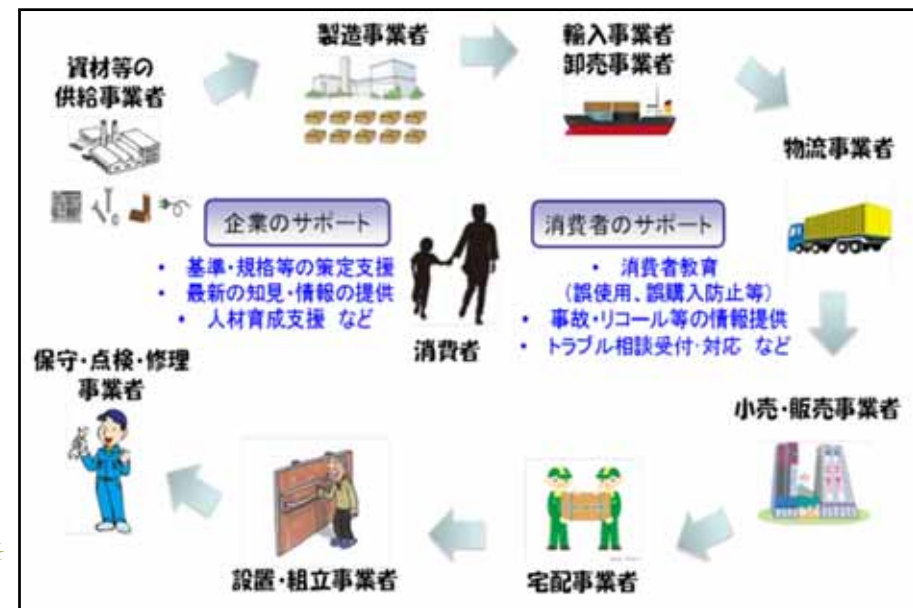 資材等の
供給事業者
製造事業者
輸入事業者
卸売事業者
物流事業者
企業のサポート
• 基準・規格等の策定支援
• 最新の知見・情報の提供
• 人材育成支援 など
消費者
消費者のサポート
• 消費者教育
（誤使用、誤購入防止等）
• 事故・リコール等の情報提供
• トラブル相談受付・対応 など
保守・点検・修理
事業者
小売・販売事業者
設置・組立事業者
宅配事業者